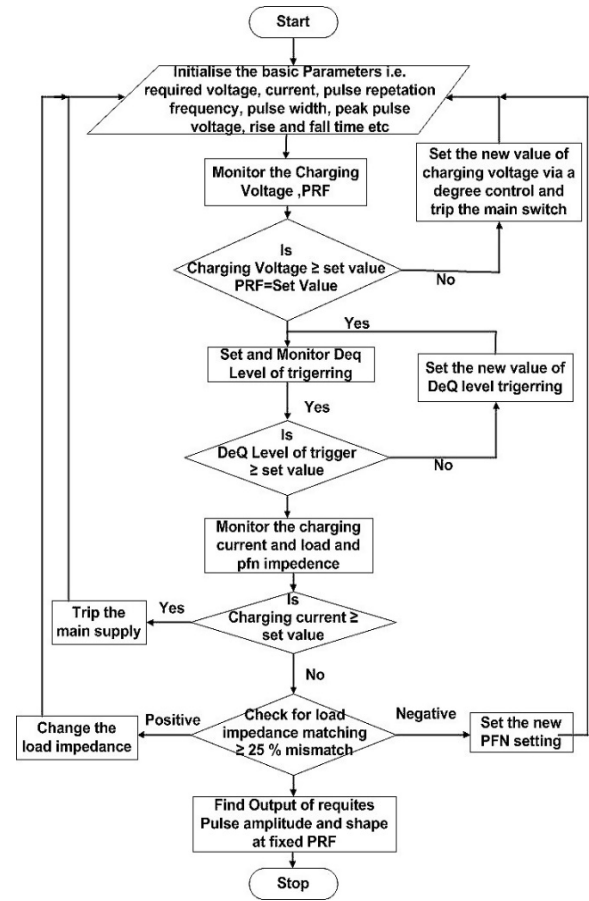 Start
Initialise the basic Parameters i.e.
required voltage, current, pulse repetation
frequency, pulse width, peak pulse
voltage, rise and fall time etc
Monitor the Charging
Voltage ,PRF
Set the new value of
charging voltage via a
degree control and
trip the main switch
Is
Charging Voltage ≥ set value
PRF=Set Value
No
Yes
Set and Monitor Deq
Level of trigerring
Set the new value of
DeQ level trigerring
Yes
Is
DeQ Level of trigger
≥ set value
No
Monitor the charging
current and load and
pfn impedence
Is
Charging current ≥
set value
Yes
Trip the
main supply
No
Check for load
impedance matching
≥ 25 % mismatch
Positive
Change the
load impedance
Negative
Set the new
PFN setting
Find Output of requites
Pulse amplitude and shape
at fixed PRF
Stop